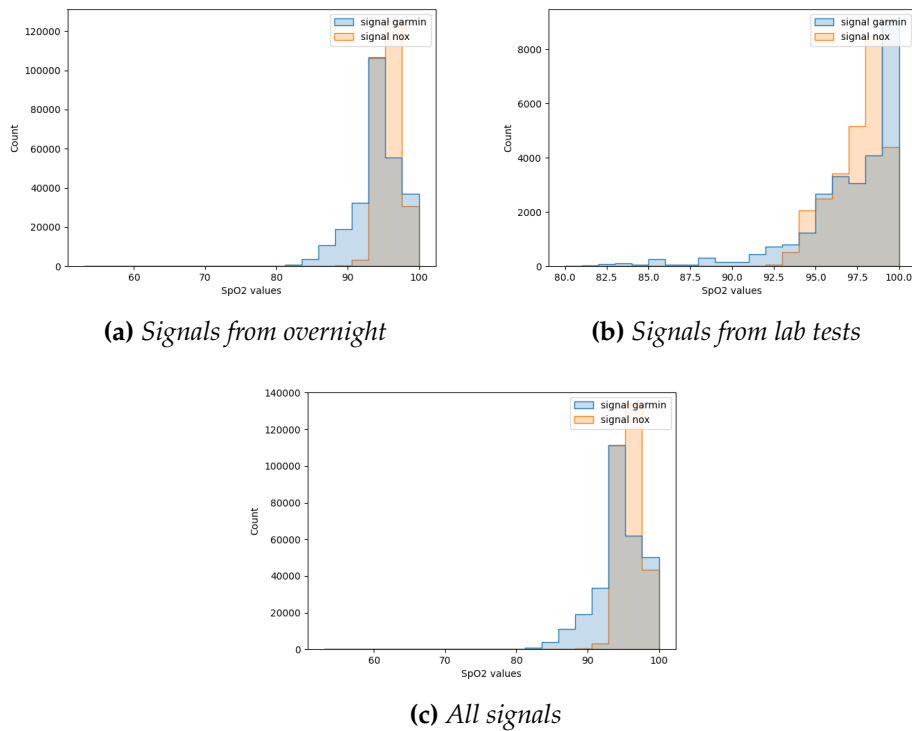 120000
100000
80000
60000
40000
20000
0
Count
60
70
80
90
100
SpO2 values
signal garmin
signal nox
(a) Signals from overnight
8000
6000
4000
2000
0
Count
80.0
82.5
85.0
87.5
90.0
92.5
95.0
97.5
100.0
SpO2 values
signal garmin
signal nox
(b) Signals from lab tests
140000
120000
100000
80000
60000
40000
20000
0
Count
60
70
80
90
100
SpO2 values
signal garmin
signal nox
(c) All signals